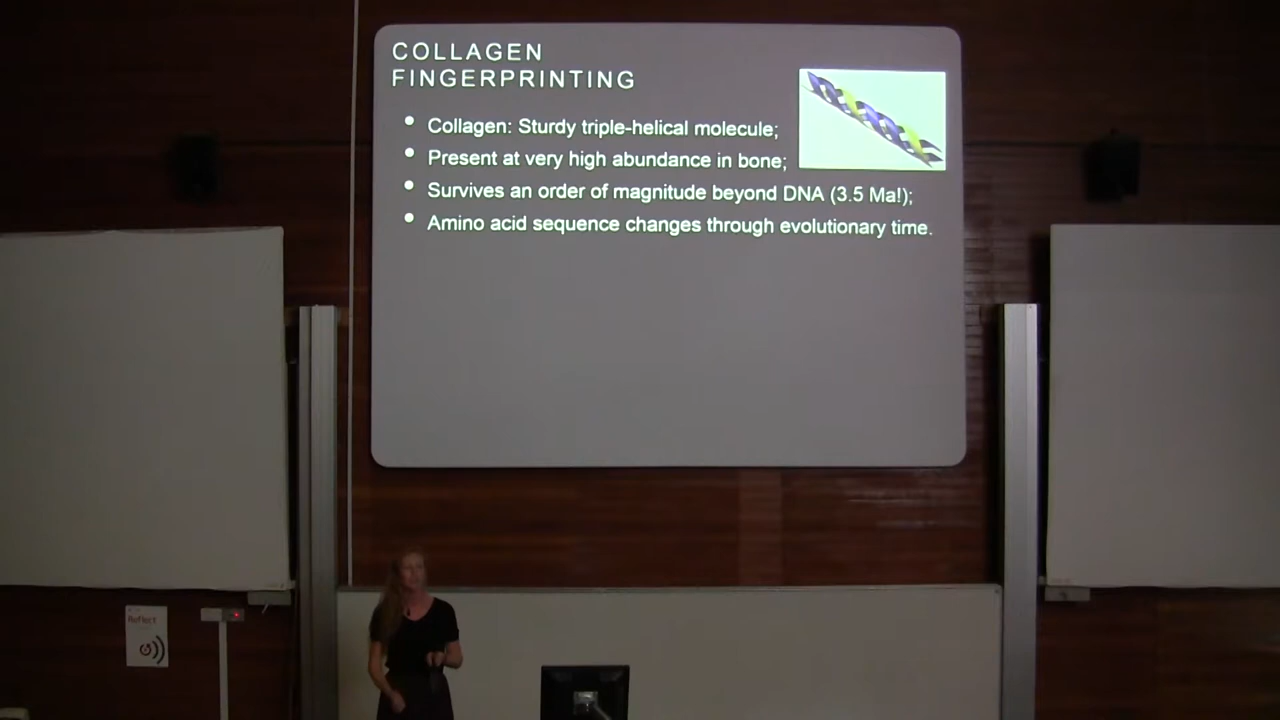 COLLAGEN
FINGERPRINTING
• Collagen: Sturdy triple-helical molecule;
• Present at very high abundance in bone;
• Survives an order of magnitude beyond DNA (3.5 Ma!);
• Amino acid sequence changes through evolutionary time.
Reflect